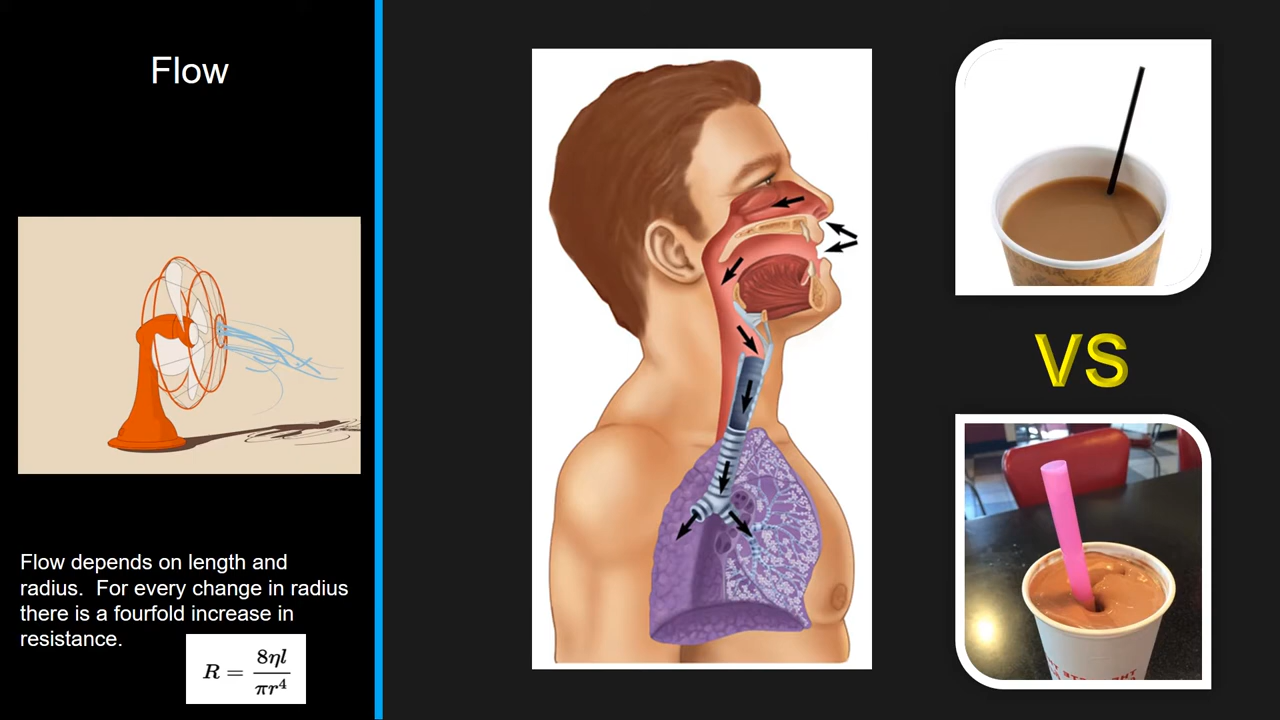 Flow
Flow depends on length and
radius.  For every change in radius
there is a fourfold increase in
resistance.
R = 8ηl / πr⁴
VS